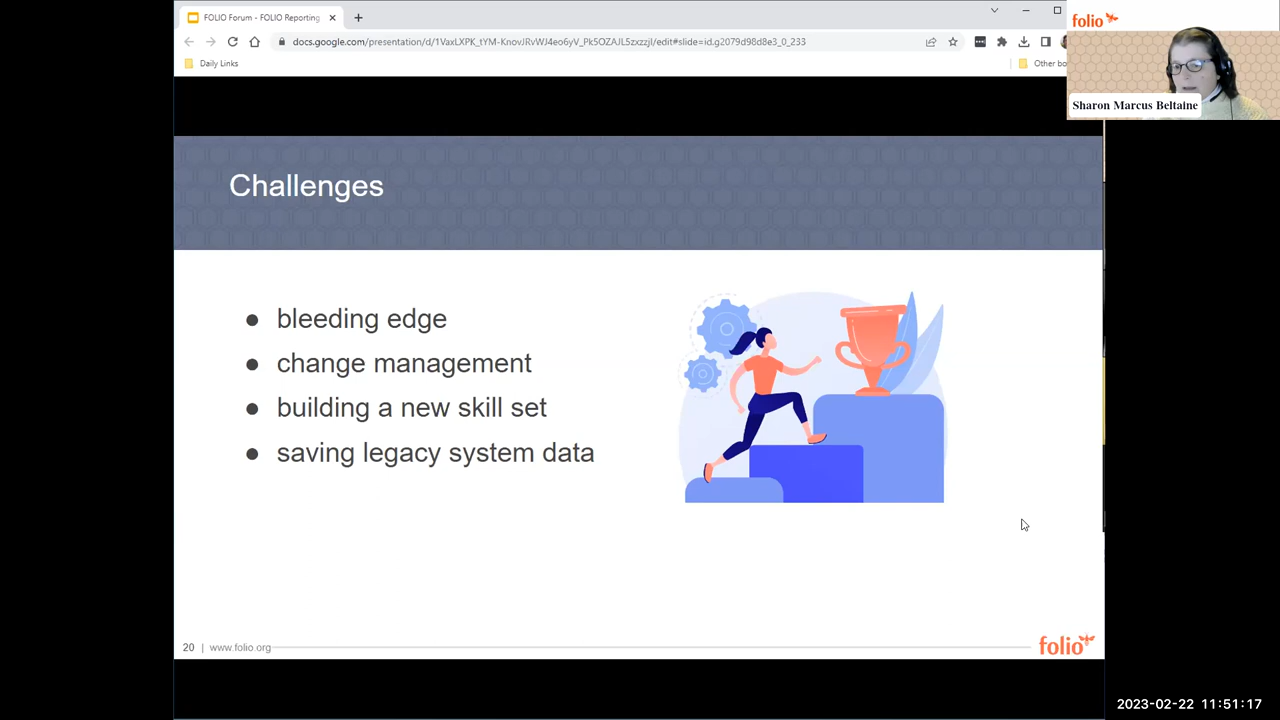 FOLIO Forum - FOLIO Reporting
docs.google.com/presentation/d/1VaxLXPK_tYM-KnovJRvWJ4eo6yV_Pk5OZAJL5zxzzjI/edit#slide=id.g2079d98d8e3_0_233
Daily Links
Other bo
folio
Sharon Marcus Beltaine
Challenges
● bleeding edge
● change management
● building a new skill set
● saving legacy system data
20 | www.folio.org
folio
2023-02-22 11:51:17